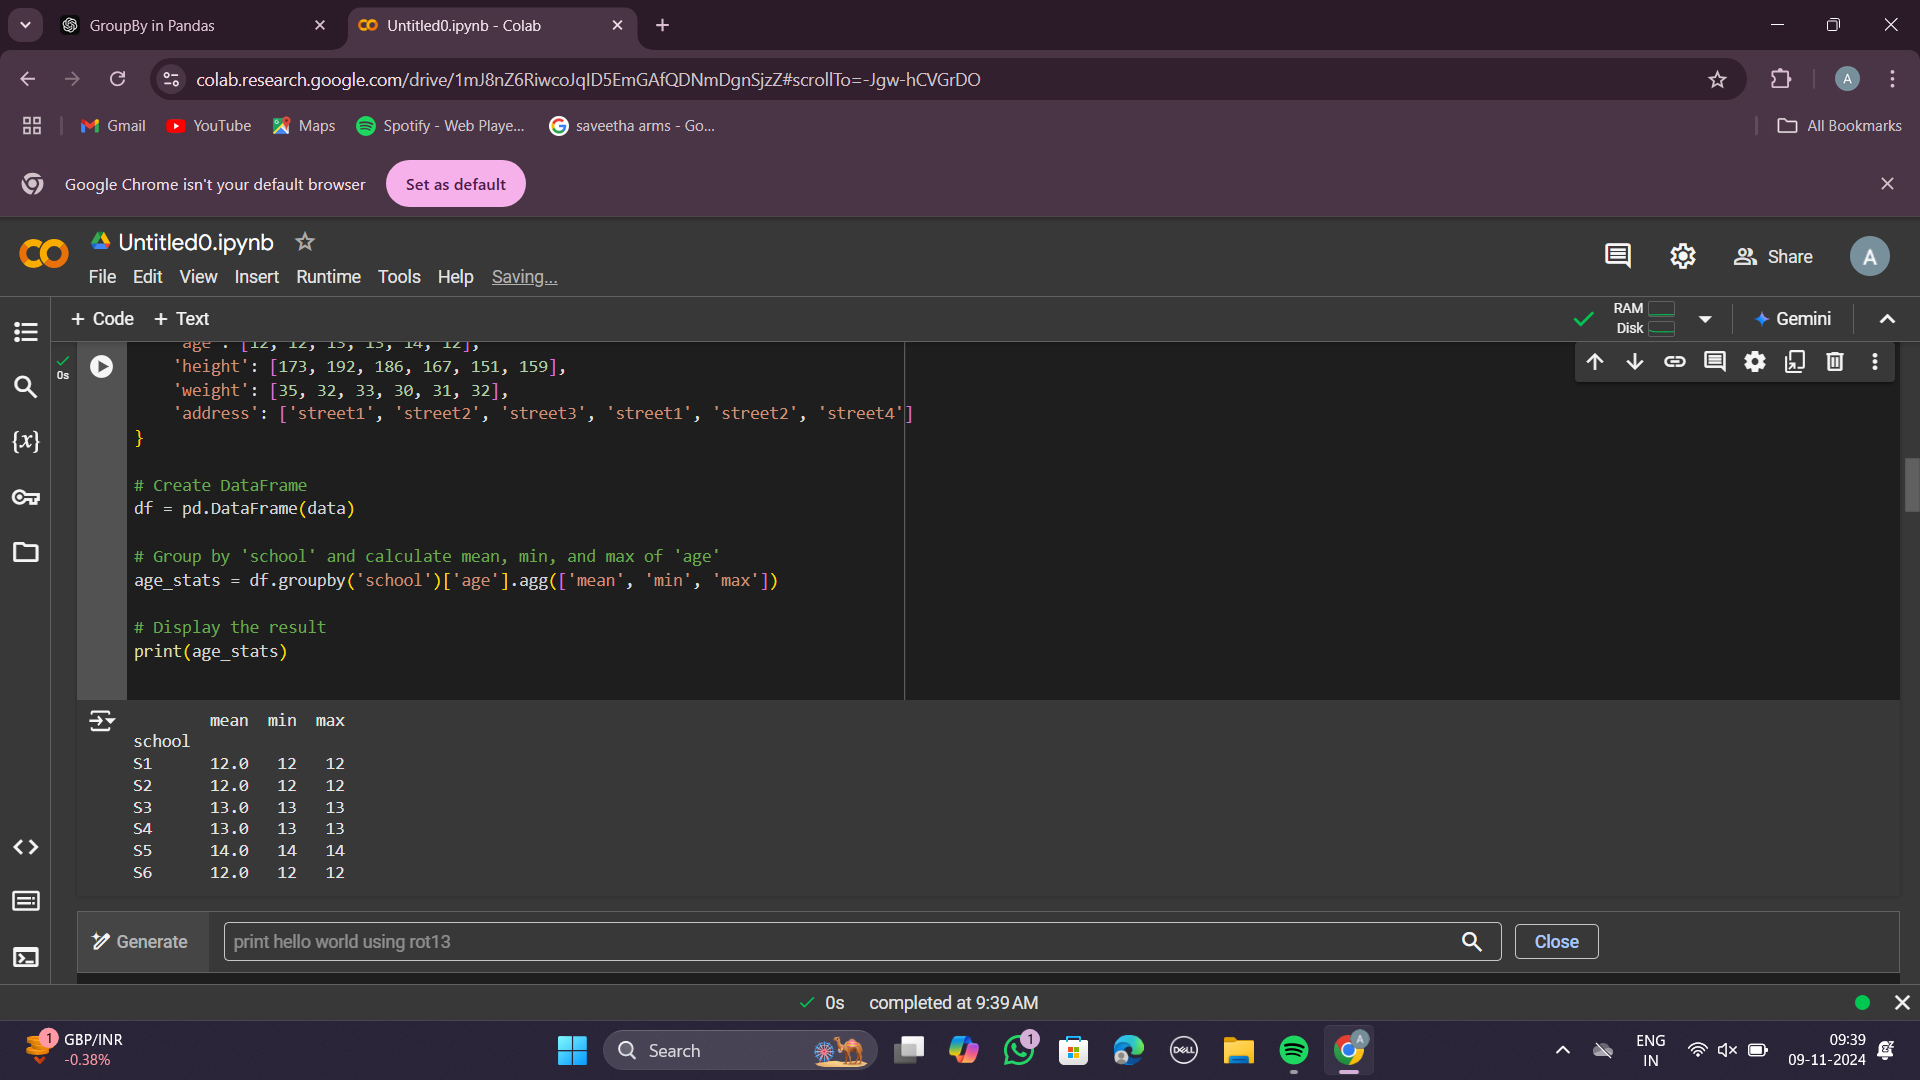 GroupBy in Pandas
Untitled0.ipynb - Colab
colab.research.google.com/drive/1mJ8nZ6RiwcoJqlD5EmGAfQDNmDgnSjzZ#scrollTo=-Jgw-hCVGrDO
A
Gmail
YouTube
Maps
Spotify - Web Playe...
saveetha arms - Go...
All Bookmarks
Google Chrome isn't your default browser
Set as default
Untitled0.ipynb
File Edit View Insert Runtime Tools Help Saving...
Share
A
+ Code + Text
RAM
Disk
Gemini
0s
'age': [12, 12, 13, 13, 14, 12],
'height': [173, 192, 186, 167, 151, 159],
'weight': [35, 32, 33, 30, 31, 32],
'address': ['street1', 'street2', 'street3', 'street1', 'street2', 'street4']
}
# Create DataFrame
df = pd.DataFrame(data)
# Group by 'school' and calculate mean, min, and max of 'age'
age_stats = df.groupby('school')['age'].agg(['mean', 'min', 'max'])
# Display the result
print(age_stats)
mean min max
school
S1 12.0 12 12
S2 12.0 12 12
S3 13.0 13 13
S4 13.0 13 13
S5 14.0 14 14
S6 12.0 12 12
{x}
Generate
print hello world using rot13
Close
0s completed at 9:39 AM
1
GBP/INR
-0.38%
Search
1
DELL
A
ENG
IN
09:39
09-11-2024